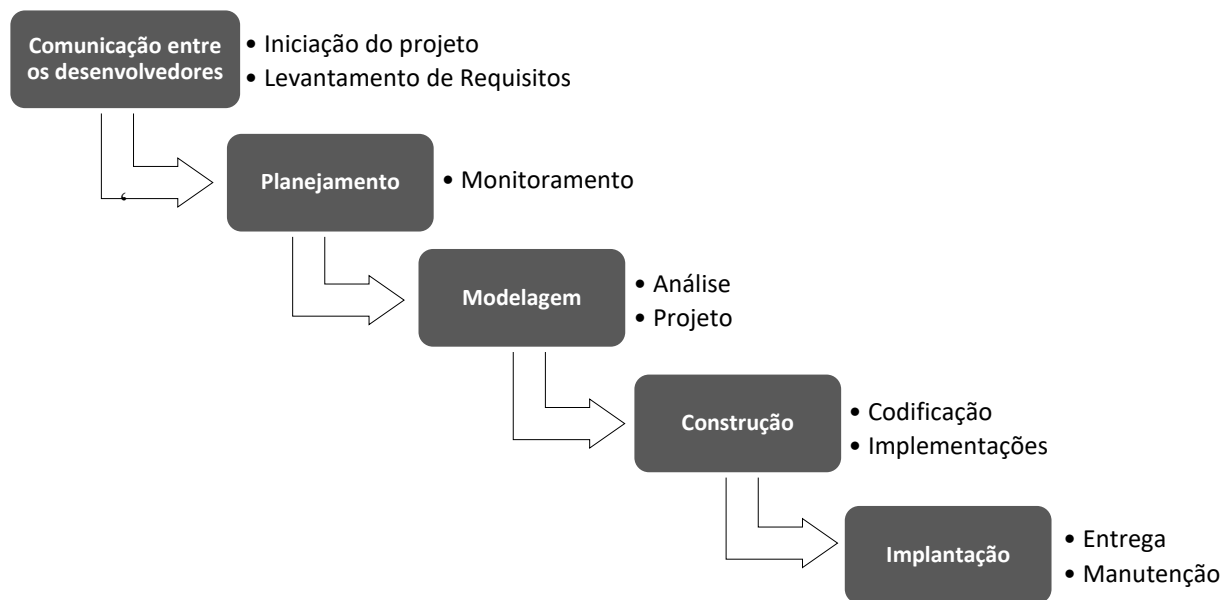 Comunicação entre
os desenvolvedores
• Iniciação do projeto
• Levantamento de Requisitos
Planejamento
• Monitoramento
Modelagem
• Análise
• Projeto
Construção
• Codificação
• Implementações
Implantação
• Entrega
• Manutenção